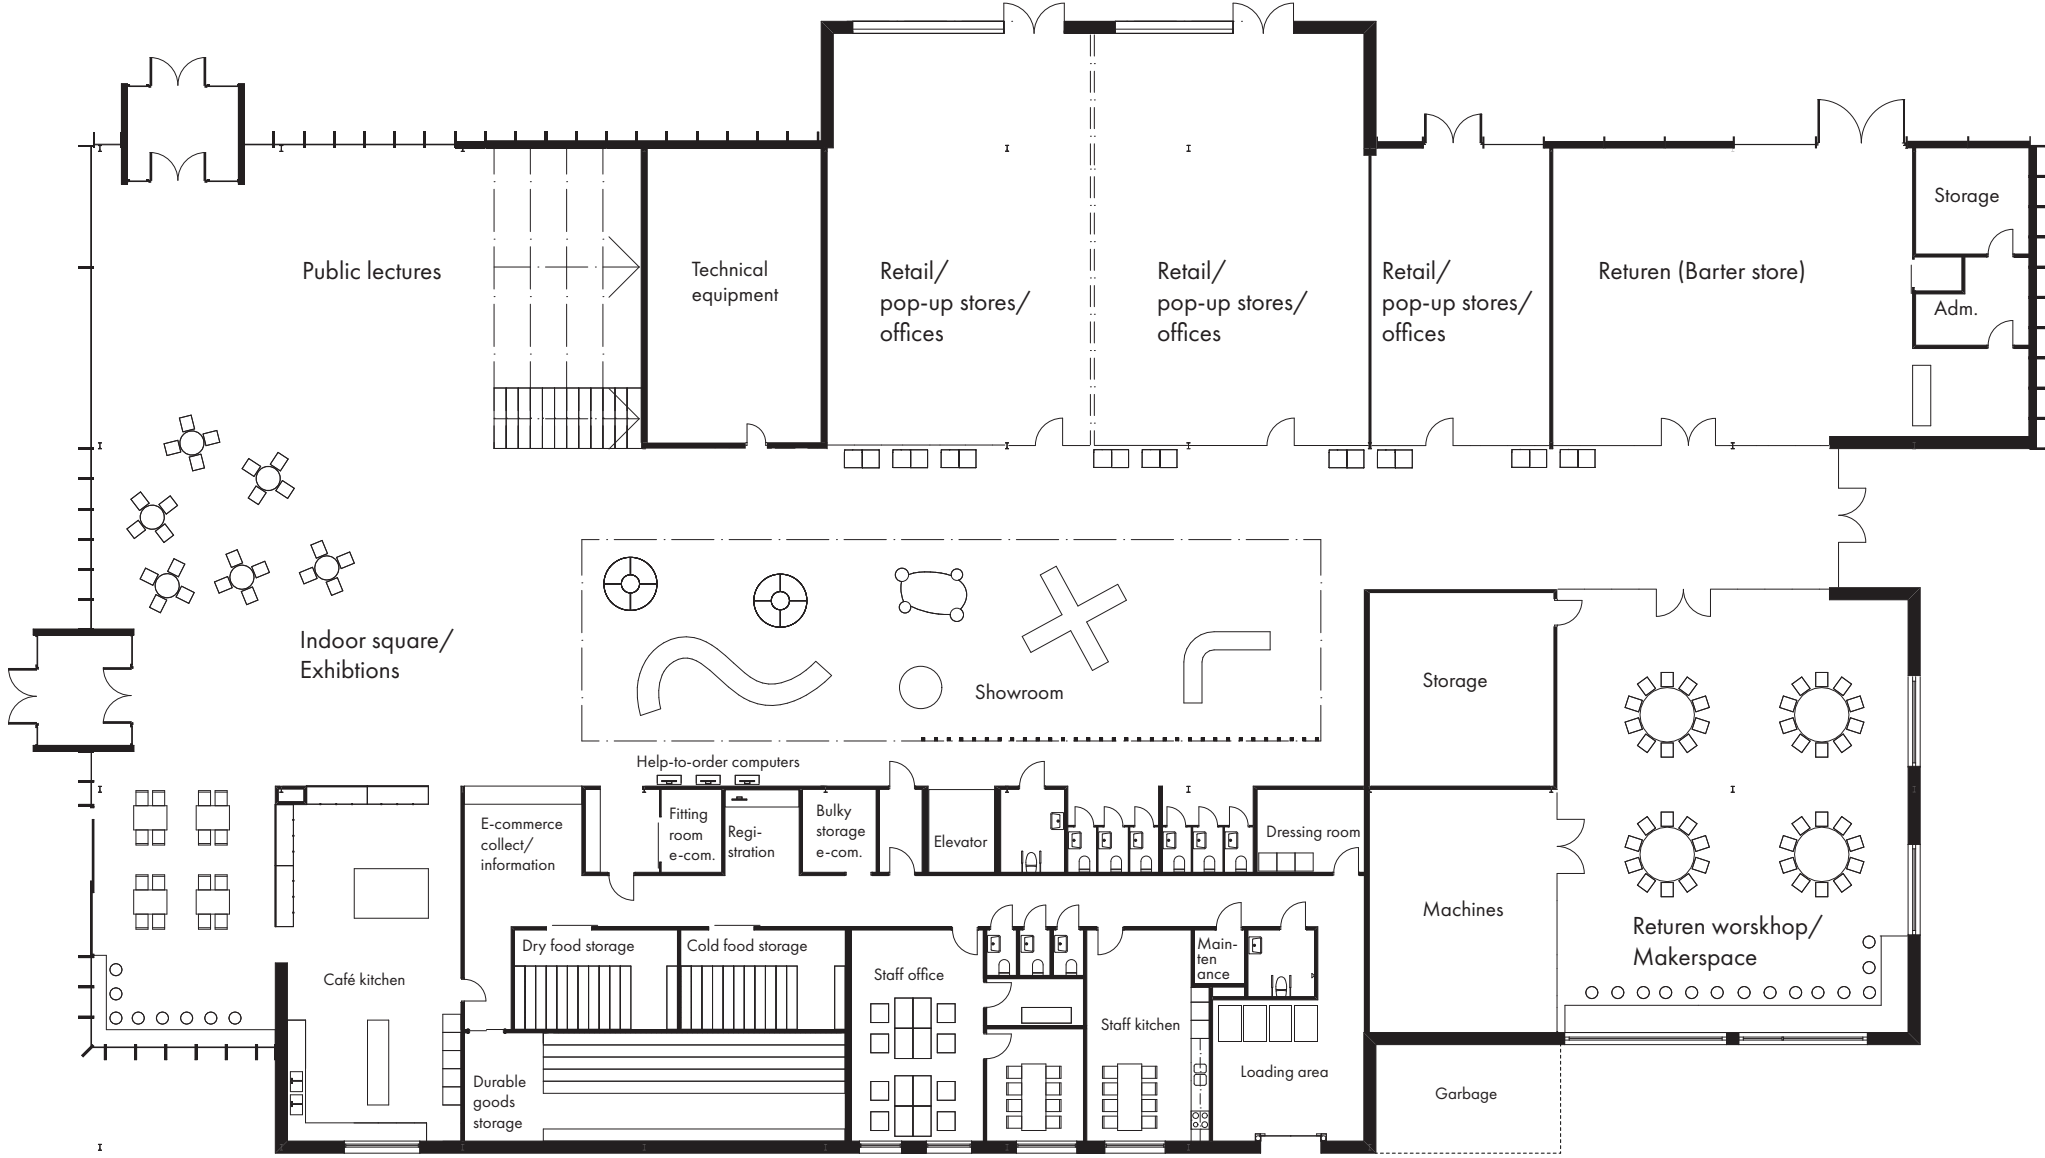 Storage
Public lectures
Technical
equipment
Retail/
pop-up stores/
offices
Retail/
pop-up stores/
offices
Retail/
pop-up stores/
offices
Returen (Barter store)
Adm.
Indoor square/
Exhibtions
Showroom
Storage
Help-to-order computers
E-commerce
collect/
information
Fitting
room
e-com.
Regi-
stration
Bulky
storage
e-com.
Elevator
Dressing room
Machines
Returen worskhop/
Makerspace
Café kitchen
Dry food storage
Cold food storage
Staff office
Main-
ten
ance
Staff kitchen
Durable
goods
storage
Loading area
Garbage